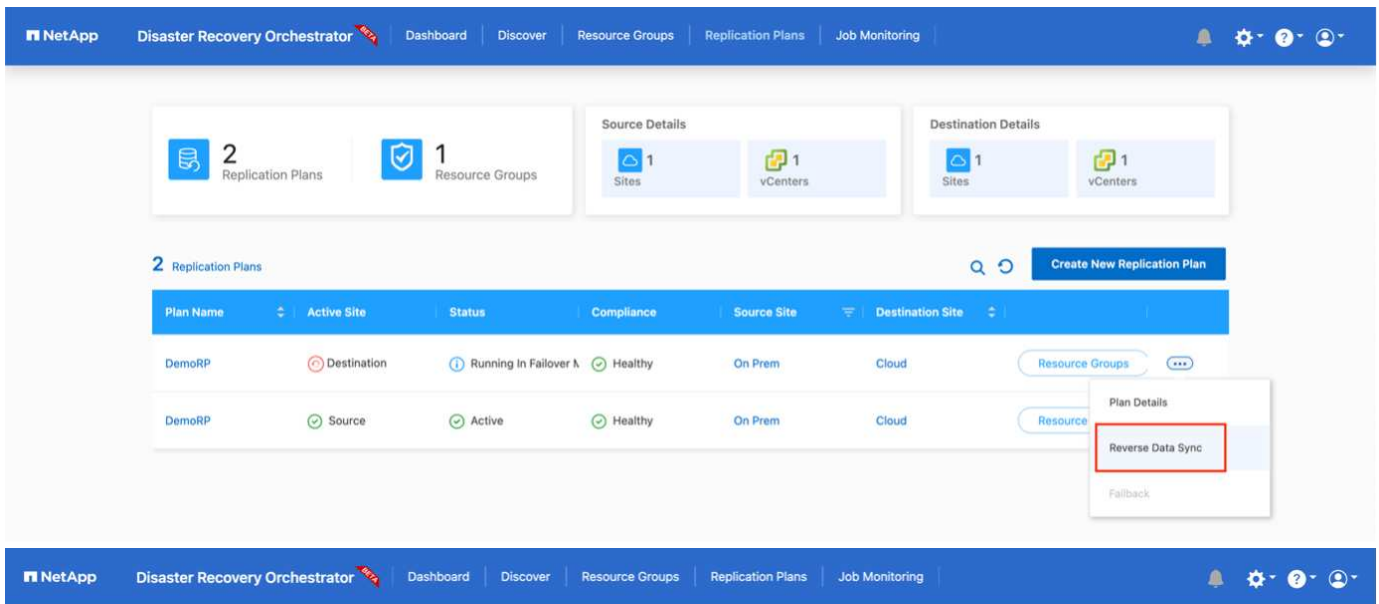 NetApp Disaster Recovery Orchestrator BETA Dashboard Discover Resource Groups Replication Plans Job Monitoring
Source Details Destination Details
2 Replication Plans 1 Resource Groups 1 Sites 1 vCenters 1 Sites 1 vCenters
2 Replication Plans Create New Replication Plan
Plan Name Active Site Status Compliance Source Site Destination Site
DemoRP Destination Running In Failover M Healthy On Prem Cloud Resource Groups
DemoRP Source Active Healthy On Prem Cloud Resource
Plan Details
Reverse Data Sync
Failback
NetApp Disaster Recovery Orchestrator BETA Dashboard Discover Resource Groups Replication Plans Job Monitoring